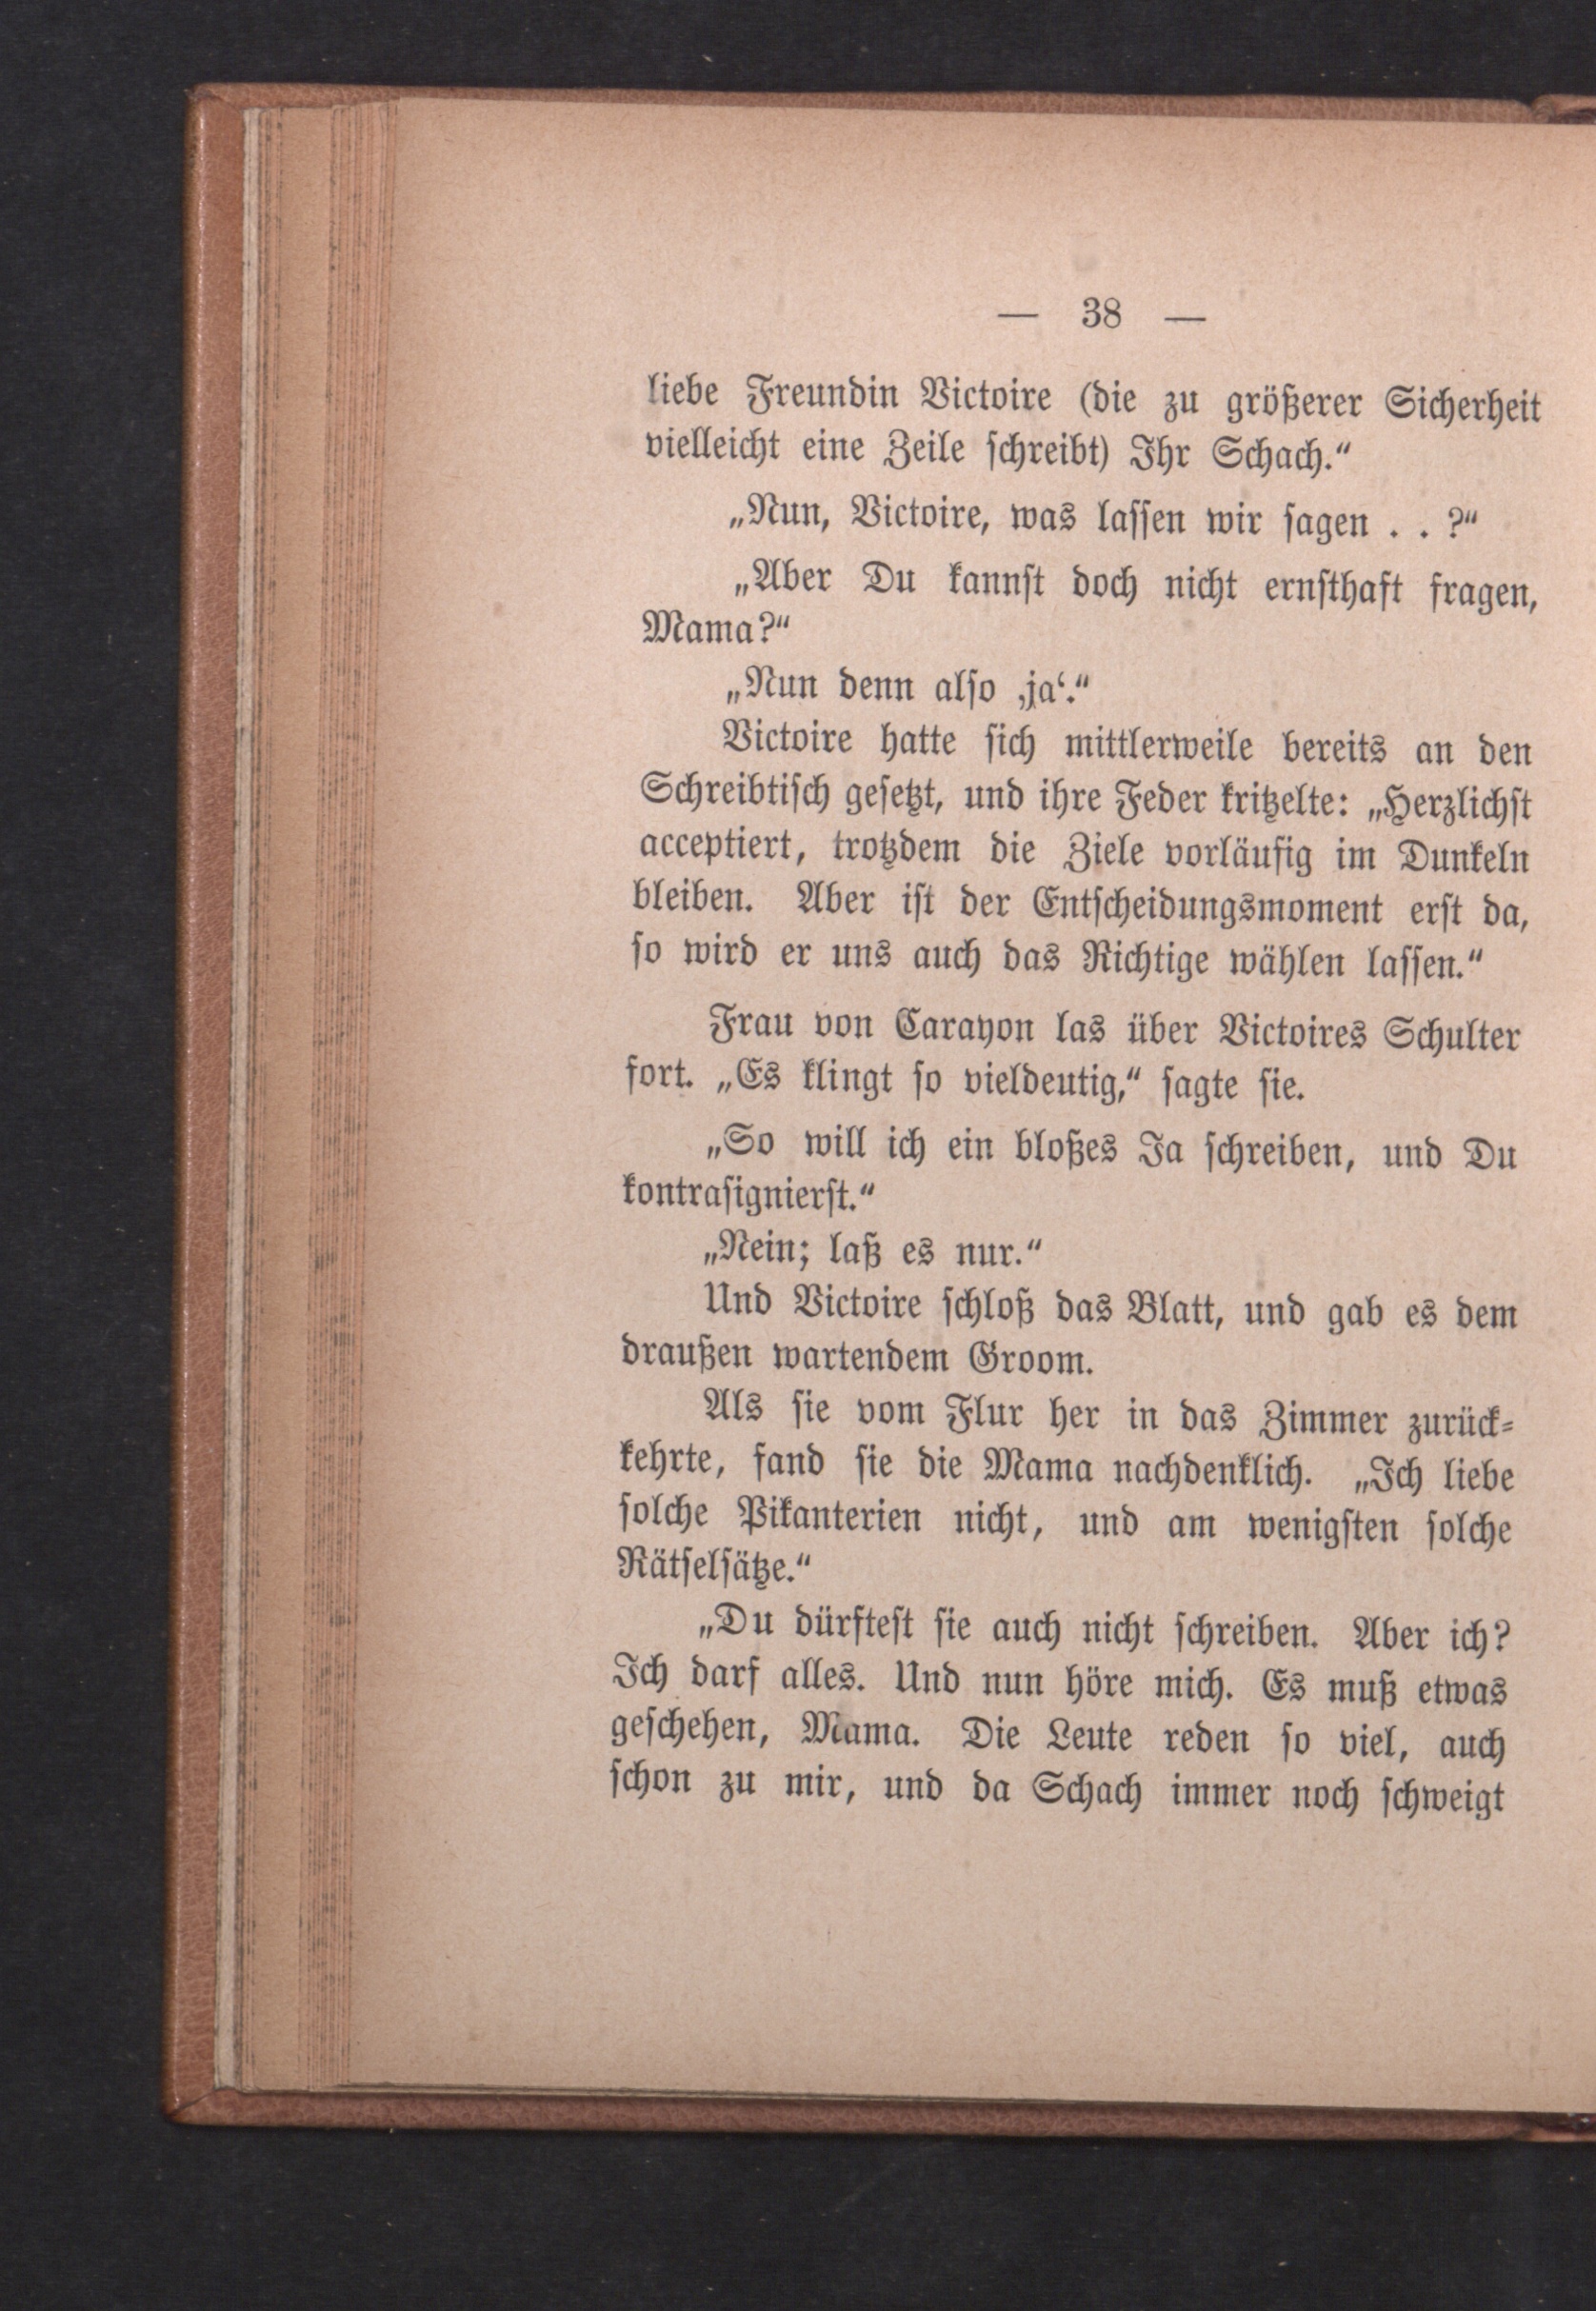 — 38 —
liebe Freundin Victoire (die zu größerer Sicherheit
vielleicht eine Zeile schreibt) Ihr Schach.“
„Nun, Victoire, was lassen wir sagen . . ?“
„Aber Du kannst doch nicht ernsthaft fragen,
Mama?“
„Nun denn also ‚ja‘.“
Victoire hatte sich mittlerweile bereits an den
Schreibtisch gesetzt, und ihre Feder kritzelte: „Herzlichst
acceptiert, trotzdem die Ziele vorläufig im Dunkeln
bleiben. Aber ist der Entscheidungsmoment erst da,
so wird er uns auch das Richtige wählen lassen.“
Frau von Carayon las über Victoires Schulter
fort. „Es klingt so vieldeutig,“ sagte sie.
„So will ich ein bloßes Ja schreiben, und Du
kontrasignierst.“
„Nein; laß es nur.“
Und Victoire schloß das Blatt, und gab es dem
draußen wartendem Groom.
Als sie vom Flur her in das Zimmer zurück-
kehrte, fand sie die Mama nachdenklich. „Ich liebe
solche Pikanterien nicht, und am wenigsten solche
Rätselsätze.“
„Du dürftest sie auch nicht schreiben. Aber ich?
Ich darf alles. Und nun höre mich. Es muß etwas
geschehen, Mama. Die Leute reden so viel, auch
schon zu mir, und da Schach immer noch schweigt